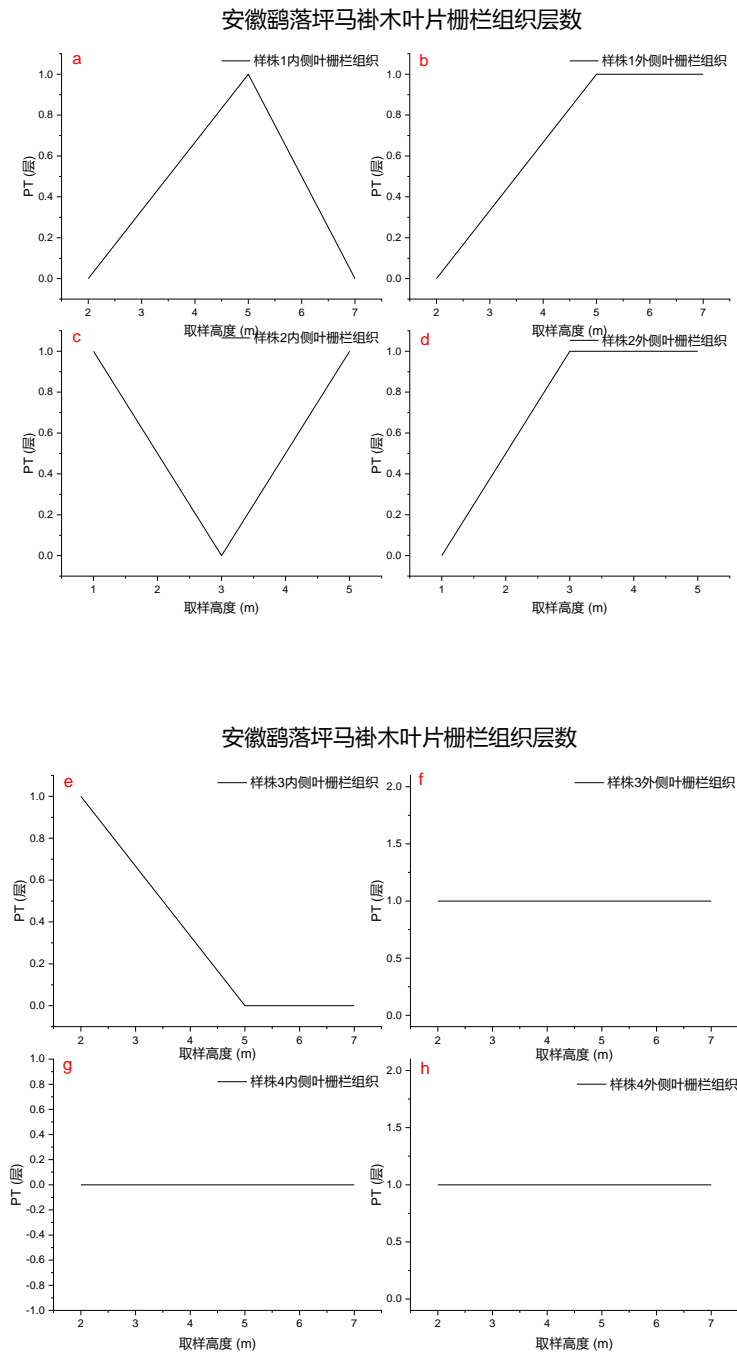 安徽鹞落坪马褂木叶片栅栏组织层数
a
样株1内侧叶栅栏组织
1.0
0.8
0.6
0.4
0.2
0.0
PT (层)
2 3 4 5 6 7
取样高度 (m)
b
样株1外侧叶栅栏组织
1.0
0.8
0.6
0.4
0.2
0.0
PT (层)
2 3 4 5 6 7
取样高度 (m)
c
样株2内侧叶栅栏组织
1.0
0.8
0.6
0.4
0.2
0.0
PT (层)
1 2 3 4 5
取样高度 (m)
d
样株2外侧叶栅栏组织
1.0
0.8
0.6
0.4
0.2
0.0
PT (层)
1 2 3 4 5
取样高度 (m)
安徽鹞落坪马褂木叶片栅栏组织层数
e
样株3内侧叶栅栏组织
1.0
0.8
0.6
0.4
0.2
0.0
PT (层)
2 3 4 5 6 7
取样高度 (m)
f
样株3外侧叶栅栏组织
2.0
1.5
1.0
0.5
0.0
PT (层)
2 3 4 5 6 7
取样高度 (m)
g
样株4内侧叶栅栏组织
1.0
0.8
0.6
0.4
0.2
0.0
-0.2
-0.4
-0.6
-0.8
-1.0
PT (层)
2 3 4 5 6 7
取样高度 (m)
h
样株4外侧叶栅栏组织
2.0
1.5
1.0
0.5
0.0
PT (层)
2 3 4 5 6 7
取样高度 (m)